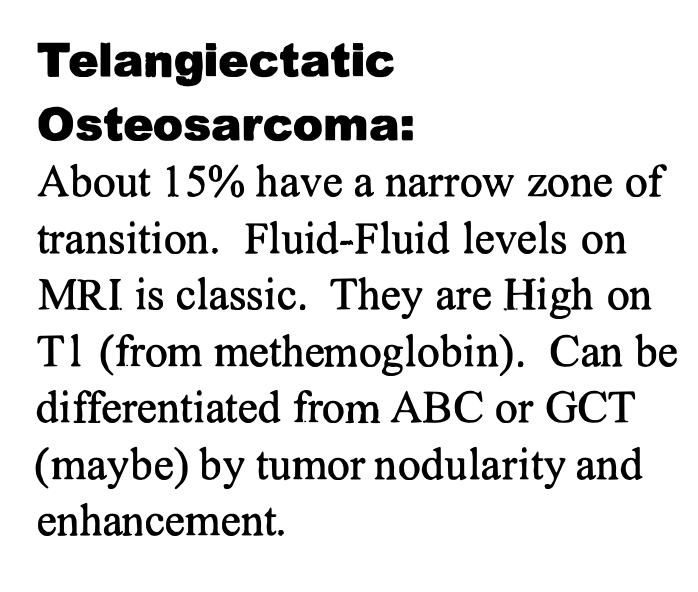 Telangiectatic
Osteosarcoma:
About 15% have a narrow zone of
transition.  Fluid-Fluid levels on
MRI is classic.  They are High on
T1 (from methemoglobin).  Can be
differentiated from ABC or GCT
(maybe) by tumor nodularity and
enhancement.